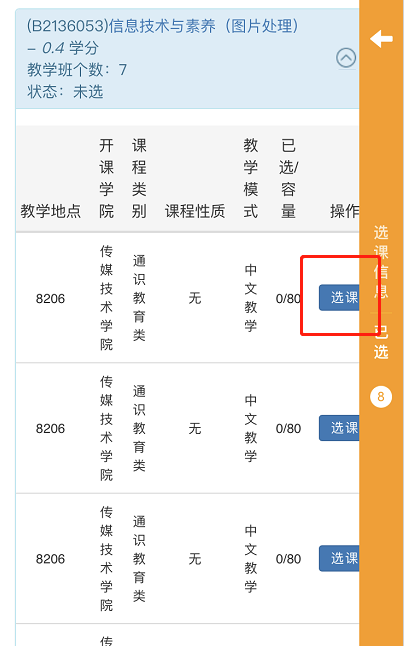 (B2136053)信息技术与素养（图片处理）
– 0.4 学分
教学班个数：7
状态：未选
教学地点 开课学院 课程类别 课程性质 教学模式 已选/容量 操作
8206 传媒技术学院 通识教育类 无 中文教学 0/80 选课
8206 传媒技术学院 通识教育类 无 中文教学 0/80 选课
8206 传媒技术学院 通识教育类 无 中文教学 0/80 选课
传
选课信息
已选
8